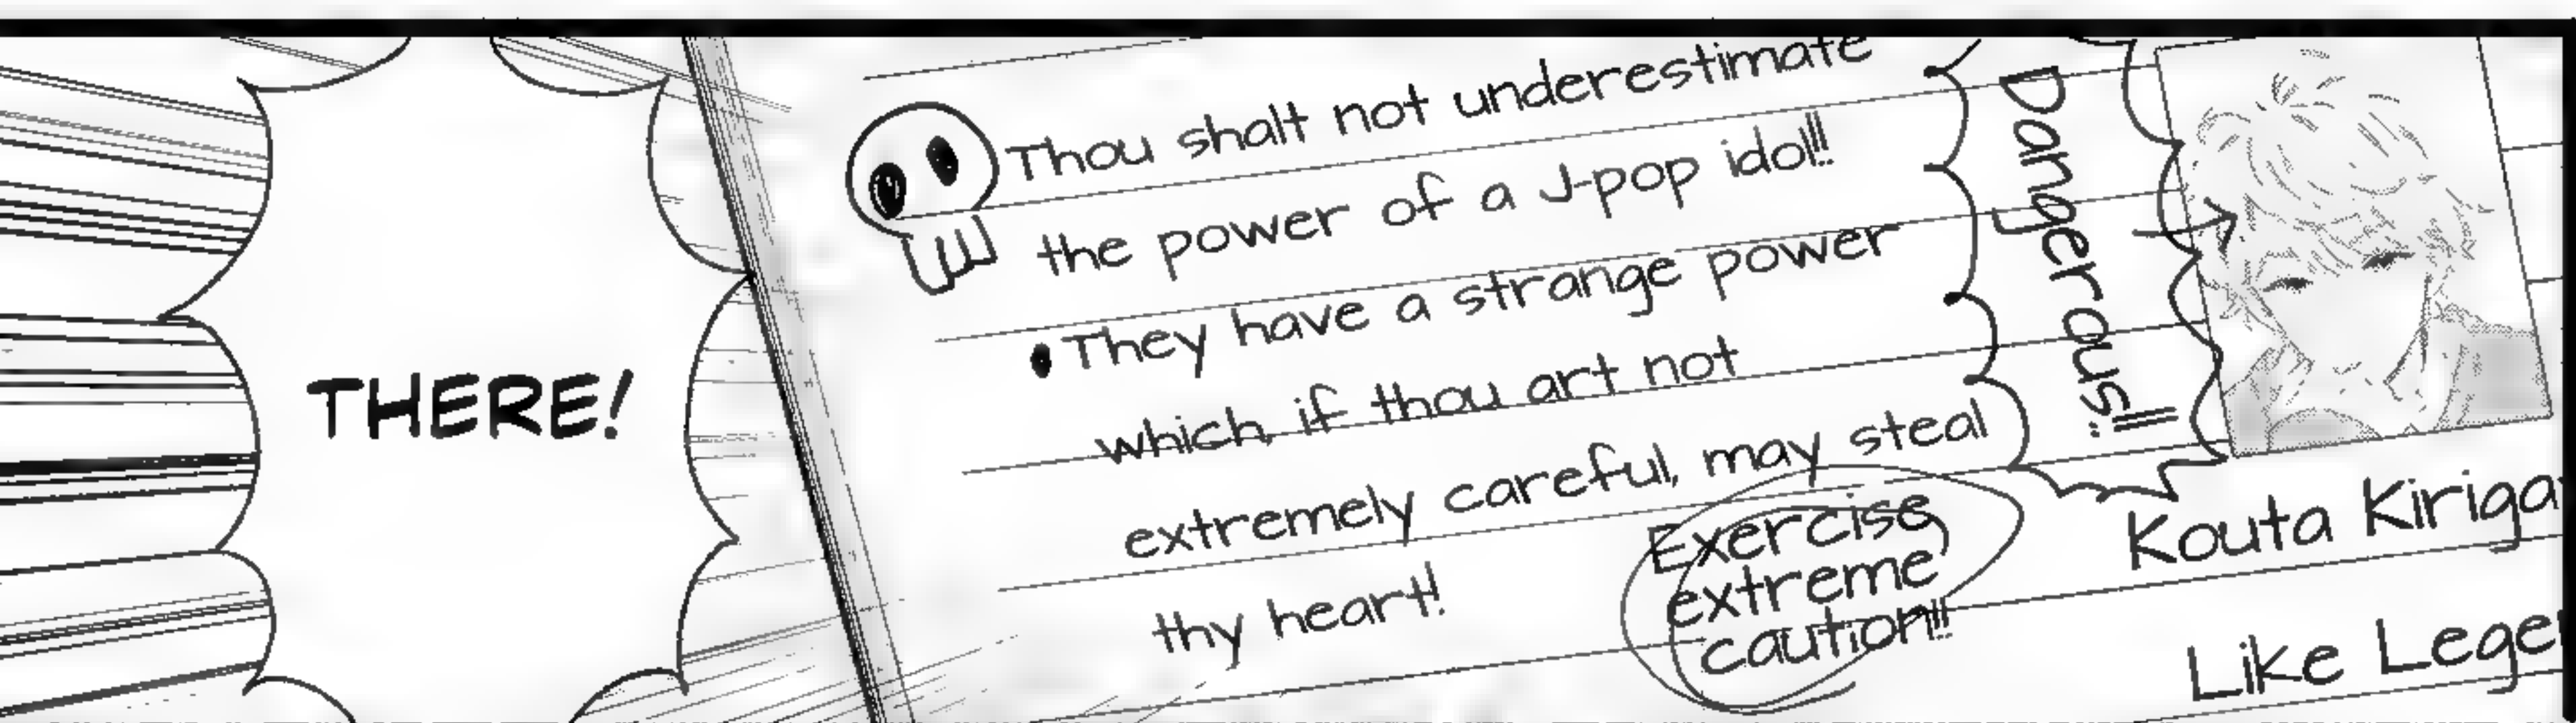 THERE!
Thou shalt not underestimate
the power of a J-pop idol!!
• They have a strange power
which, if thou art not
extremely careful, may steal
thy heart!
Exercise
extreme
caution!!
Dangerous!!
Kouta Kiriga
Like Lege